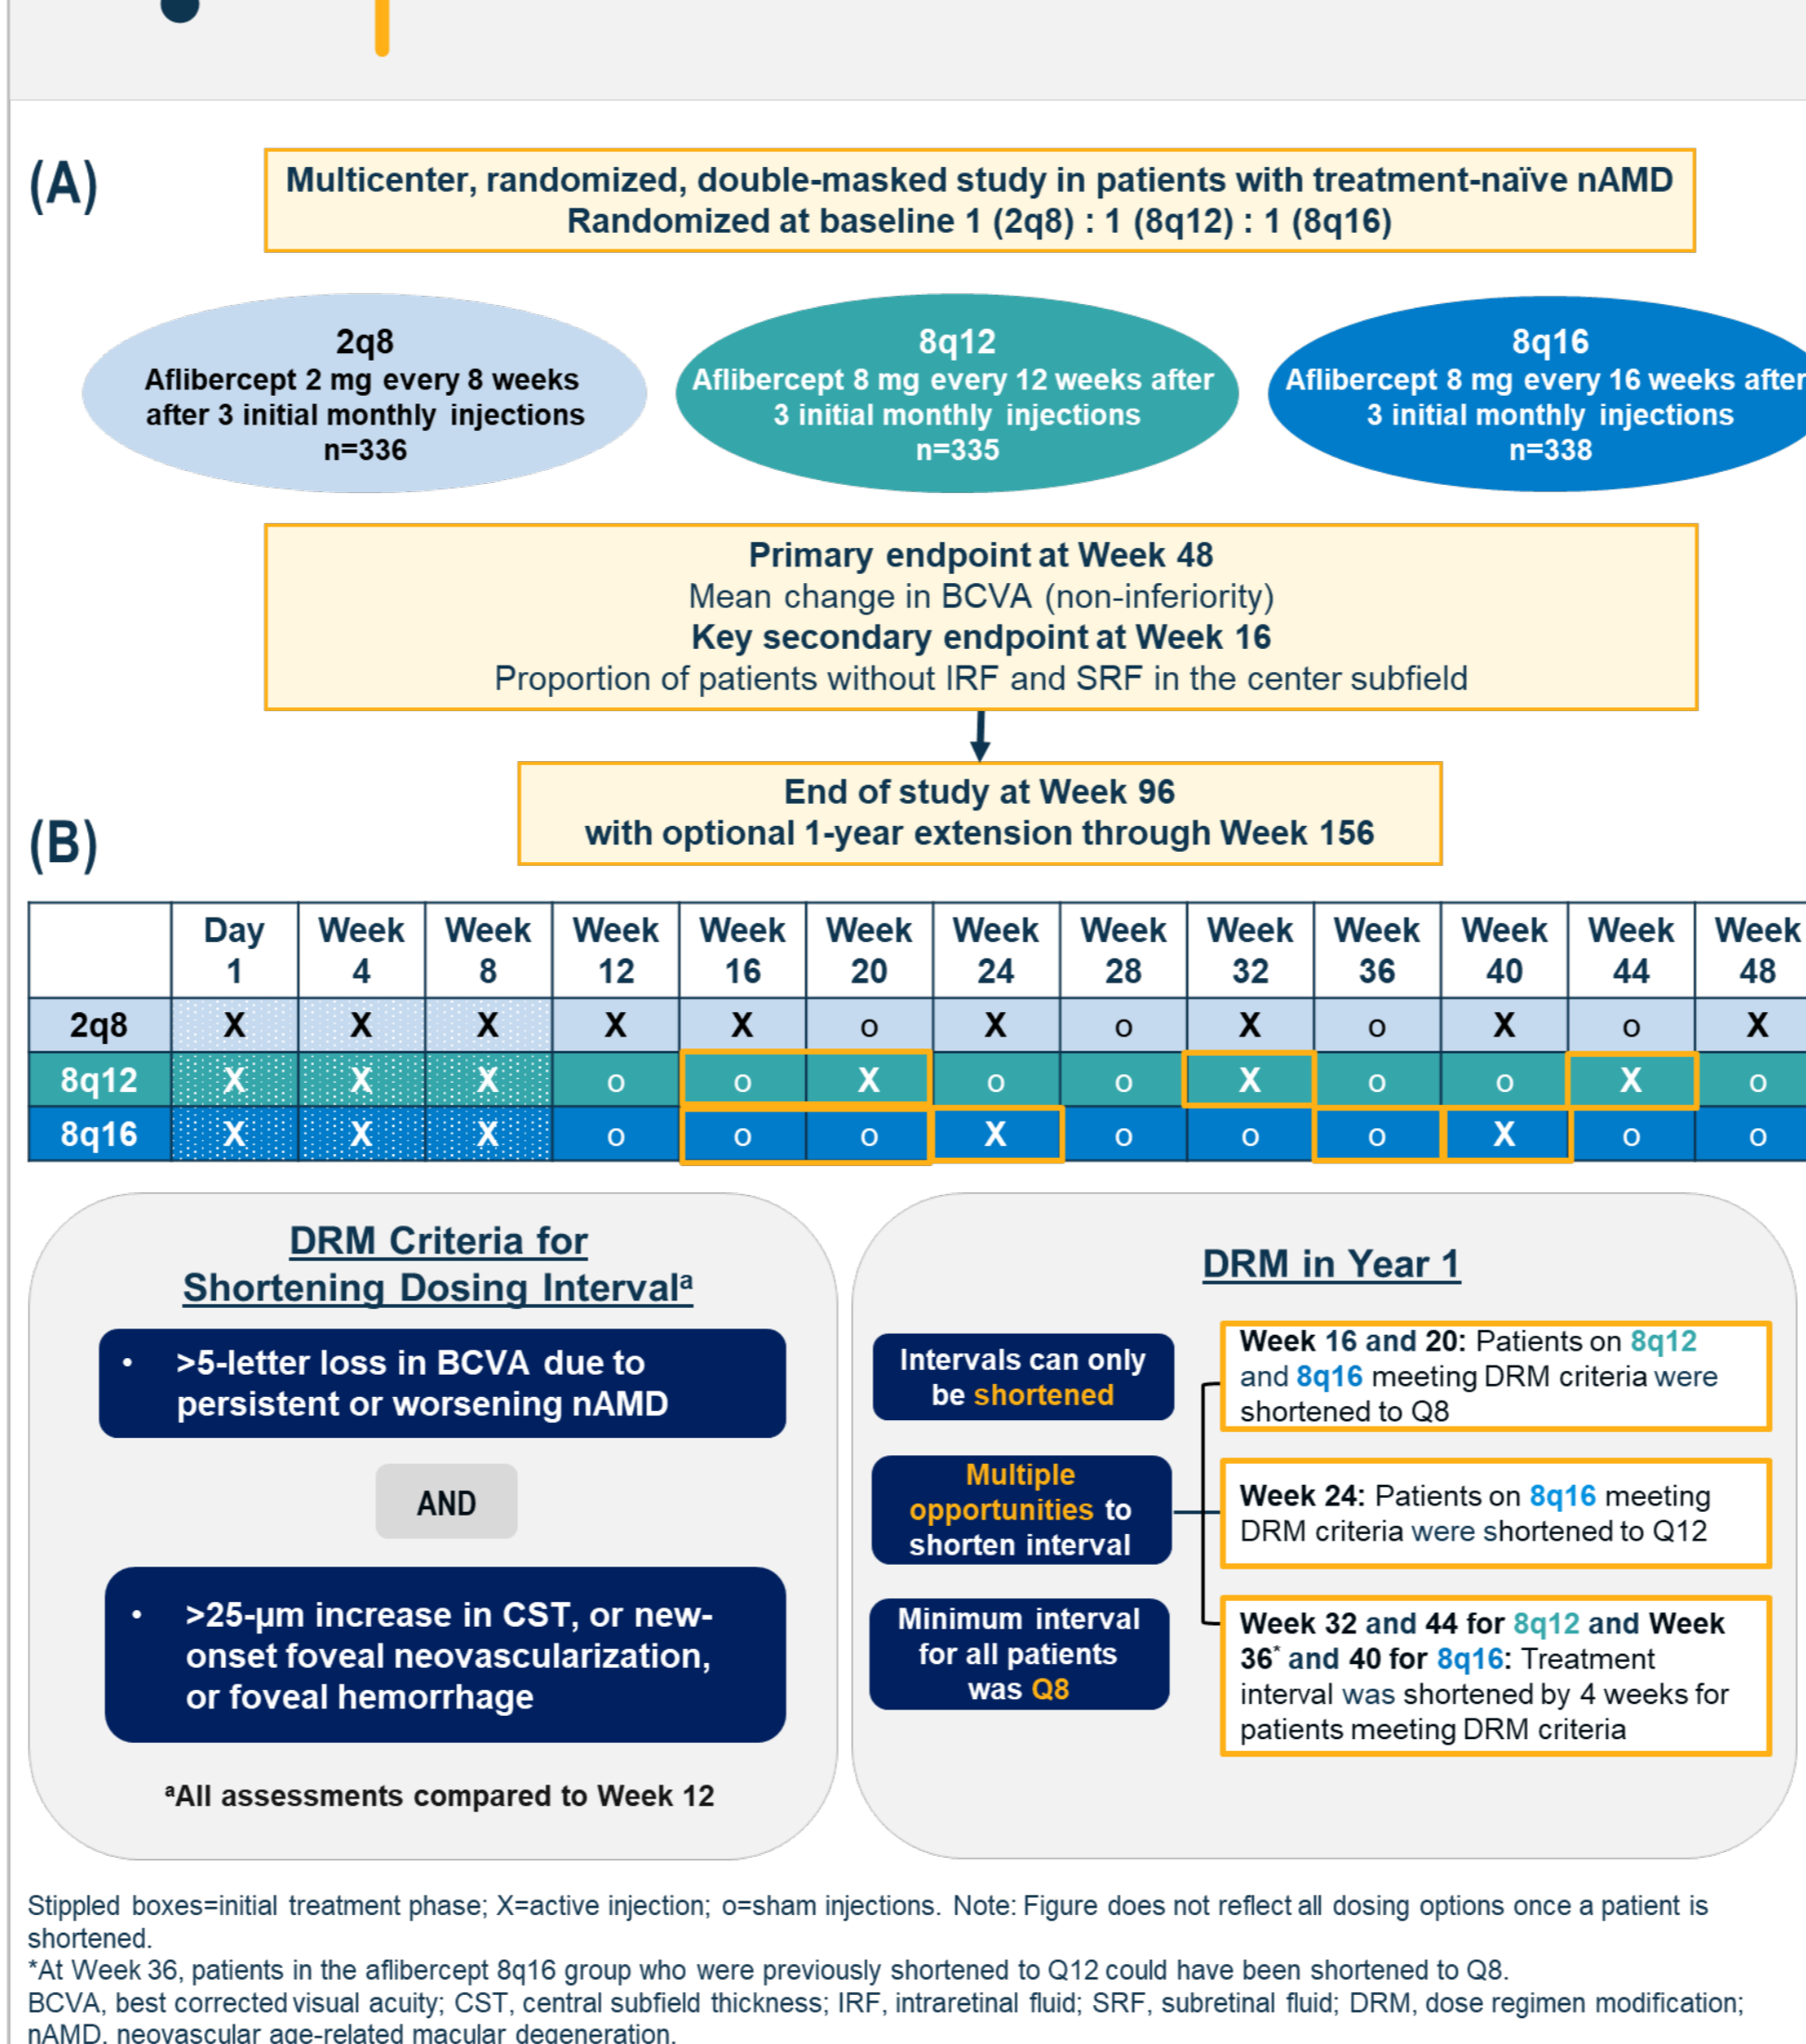 (A)
Multicenter, randomized, double-masked study in patients with treatment-naïve nAMD
Randomized at baseline 1 (2q8) : 1 (8q12) : 1 (8q16)
2q8
Aflibercept 2 mg every 8 weeks
after 3 initial monthly injections
n=336
8q12
Aflibercept 8 mg every 12 weeks after
3 initial monthly injections
n=335
8q16
Aflibercept 8 mg every 16 weeks after
3 initial monthly injections
n=338
Primary endpoint at Week 48
Mean change in BCVA (non-inferiority)
Key secondary endpoint at Week 16
Proportion of patients without IRF and SRF in the center subfield
End of study at Week 96
with optional 1-year extension through Week 156
(B)
Day 1 Week 4 Week 8 Week 12 Week 16 Week 20 Week 24 Week 28 Week 32 Week 36 Week 40 Week 44 Week 48
2q8 X X X X X o X o X o X o X
8q12 X X X o o X o o X o o X o
8q16 X X X o o o X o o o X o o
DRM Criteria for
Shortening Dosing Intervalᵃ
• >5-letter loss in BCVA due to
persistent or worsening nAMD
AND
• >25-µm increase in CST, or new-
onset foveal neovascularization,
or foveal hemorrhage
ᵃAll assessments compared to Week 12
DRM in Year 1
Intervals can only
be shortened
Multiple
opportunities to
shorten interval
Minimum interval
for all patients
was Q8
Week 16 and 20: Patients on 8q12
and 8q16 meeting DRM criteria were
shortened to Q8
Week 24: Patients on 8q16 meeting
DRM criteria were shortened to Q12
Week 32 and 44 for 8q12 and Week
36* and 40 for 8q16: Treatment
interval was shortened by 4 weeks for
patients meeting DRM criteria
Stippled boxes=initial treatment phase; X=active injection; o=sham injections. Note: Figure does not reflect all dosing options once a patient is
shortened.
*At Week 36, patients in the aflibercept 8q16 group who were previously shortened to Q12 could have been shortened to Q8.
BCVA, best corrected visual acuity; CST, central subfield thickness; IRF, intraretinal fluid; SRF, subretinal fluid; DRM, dose regimen modification;
nAMD, neovascular age-related macular degeneration.